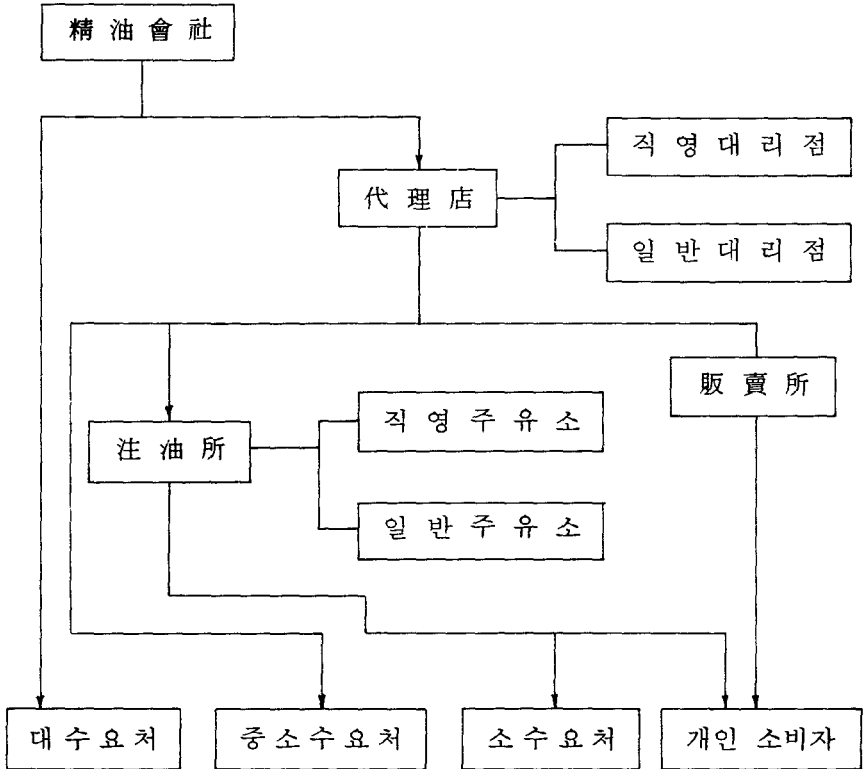 精油會社
직영대리점
代理店
일반대리점
販賣所
직영주유소
注油所
일반주유소
대수요처
중소수요처
소수요처
개인 소비자